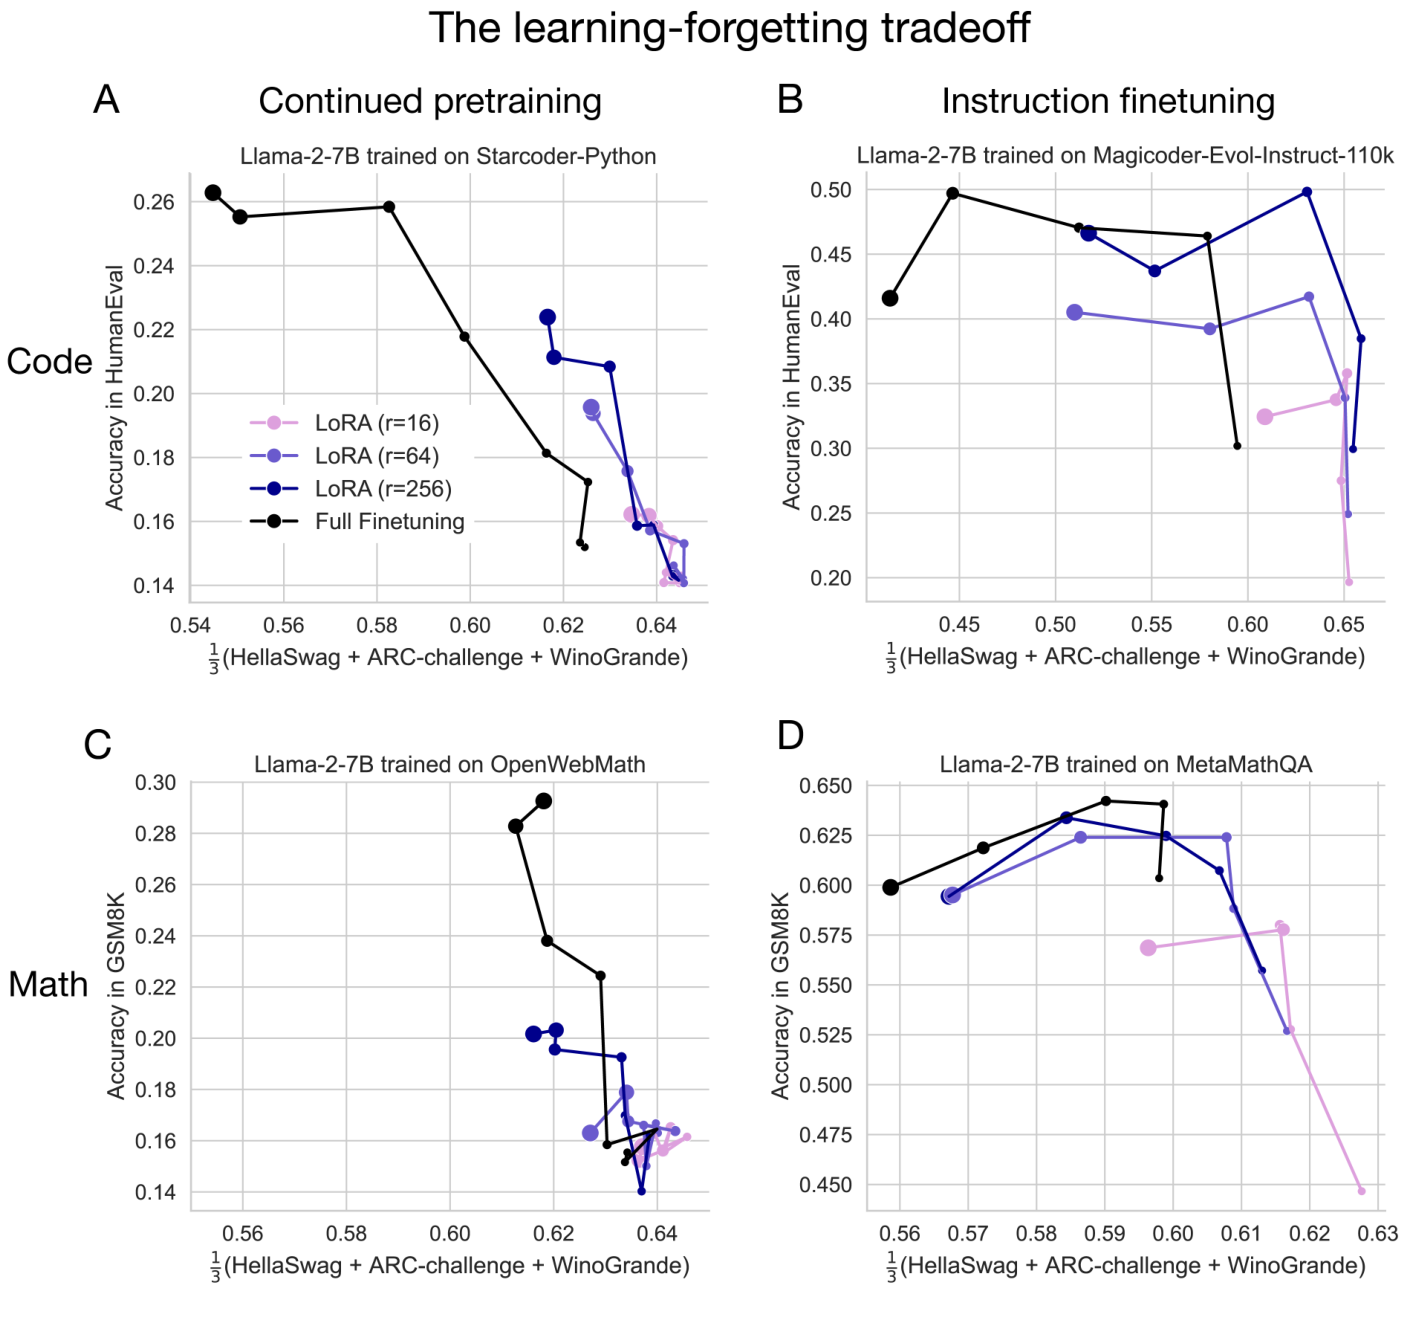 The learning-forgetting tradeoff
A
Continued pretraining
B
Instruction finetuning
Code
Llama-2-7B trained on Starcoder-Python
Accuracy in HumanEval
0.26
0.24
0.22
0.20
0.18
0.16
0.14
LoRA (r=16)
LoRA (r=64)
LoRA (r=256)
Full Finetuning
0.54 0.56 0.58 0.60 0.62 0.64
1/3(HellaSwag + ARC-challenge + WinoGrande)
Llama-2-7B trained on Magicoder-Evol-Instruct-110k
Accuracy in HumanEval
0.50
0.45
0.40
0.35
0.30
0.25
0.20
0.45 0.50 0.55 0.60 0.65
1/3(HellaSwag + ARC-challenge + WinoGrande)
Math
C
Llama-2-7B trained on OpenWebMath
Accuracy in GSM8K
0.30
0.28
0.26
0.24
0.22
0.20
0.18
0.16
0.14
0.56 0.58 0.60 0.62 0.64
1/3(HellaSwag + ARC-challenge + WinoGrande)
D
Llama-2-7B trained on MetaMathQA
Accuracy in GSM8K
0.650
0.625
0.600
0.575
0.550
0.525
0.500
0.475
0.450
0.56 0.57 0.58 0.59 0.60 0.61 0.62 0.63
1/3(HellaSwag + ARC-challenge + WinoGrande)